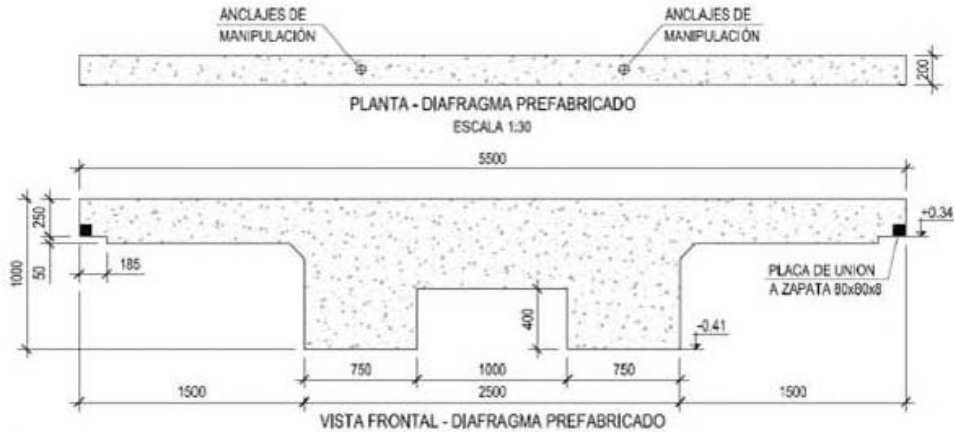 ANCLAJES DE
MANIPULACIÓN
ANCLAJES DE
MANIPULACIÓN
200
PLANTA - DIAFRAGMA PREFABRICADO
ESCALA 1:30
5500
1000
250
50
185
+0.34
PLACA DE UNION
A ZAPATA 80x80x8
400
-0.41
750
1000
750
1500
2500
1500
VISTA FRONTAL - DIAFRAGMA PREFABRICADO